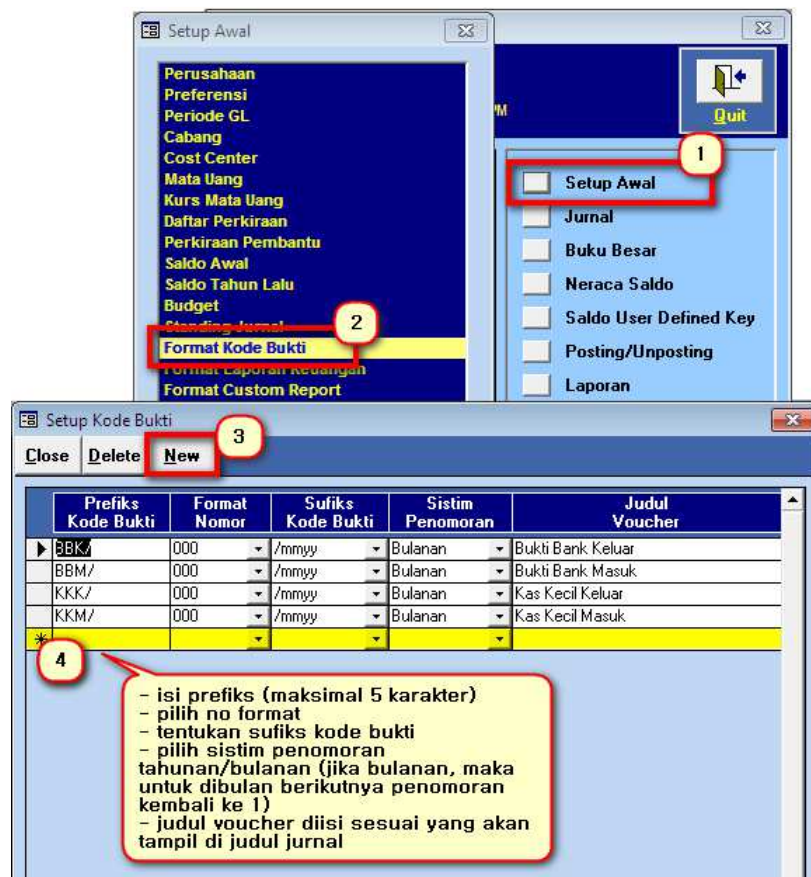 Setup Awal
Perusahaan
Preferensi
Periode GL
Cabang
Cost Center
Mata Uang
Kurs Mata Uang
Daftar Perkiraan
Perkiraan Pembantu
Saldo Awal
Saldo Tahun Lalu
Budget
Standing Jurnal
2
Format Kode Bukti
Format Laporan Keuangan
Format Custom Report
PM
Quit
1
Setup Awal
Jurnal
Buku Besar
Neraca Saldo
Saldo User Defined Key
Posting/Unposting
Laporan
Setup Kode Bukti
Close Delete New
3
Prefiks Kode Bukti Format Nomor Sufiks Kode Bukti Sistim Penomoran Judul Voucher
BBK/ 000 /mmyy Bulanan Bukti Bank Keluar
BBM/ 000 /mmyy Bulanan Bukti Bank Masuk
KKK/ 000 /mmyy Bulanan Kas Kecil Keluar
KKM/ 000 /mmyy Bulanan Kas Kecil Masuk
4
- isi prefiks (maksimal 5 karakter)
- pilih no format
- tentukan sufiks kode bukti
- pilih sistim penomoran
tahunan/bulanan (jika bulanan, maka
untuk dibulan berikutnya penomoran
kembali ke 1)
- judul voucher diisi sesuai yang akan
tampil di judul jurnal